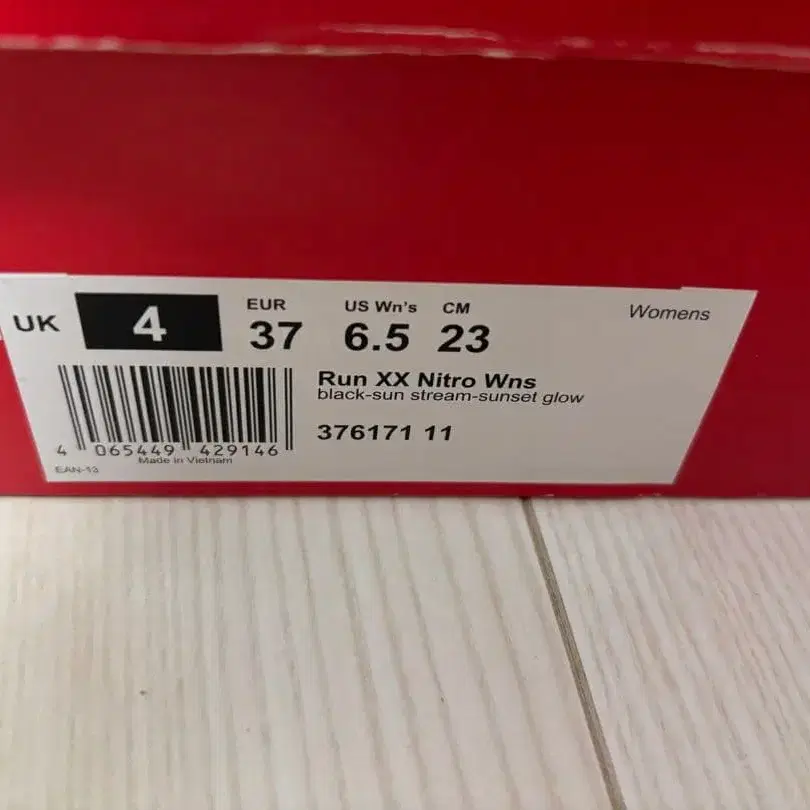 UK 4
EUR 37
US Wn's 6.5
CM 23
Womens
Run XX Nitro Wns
black-sun stream-sunset glow
376171 11
4 065449 429146
Made in Vietnam
EAN-13